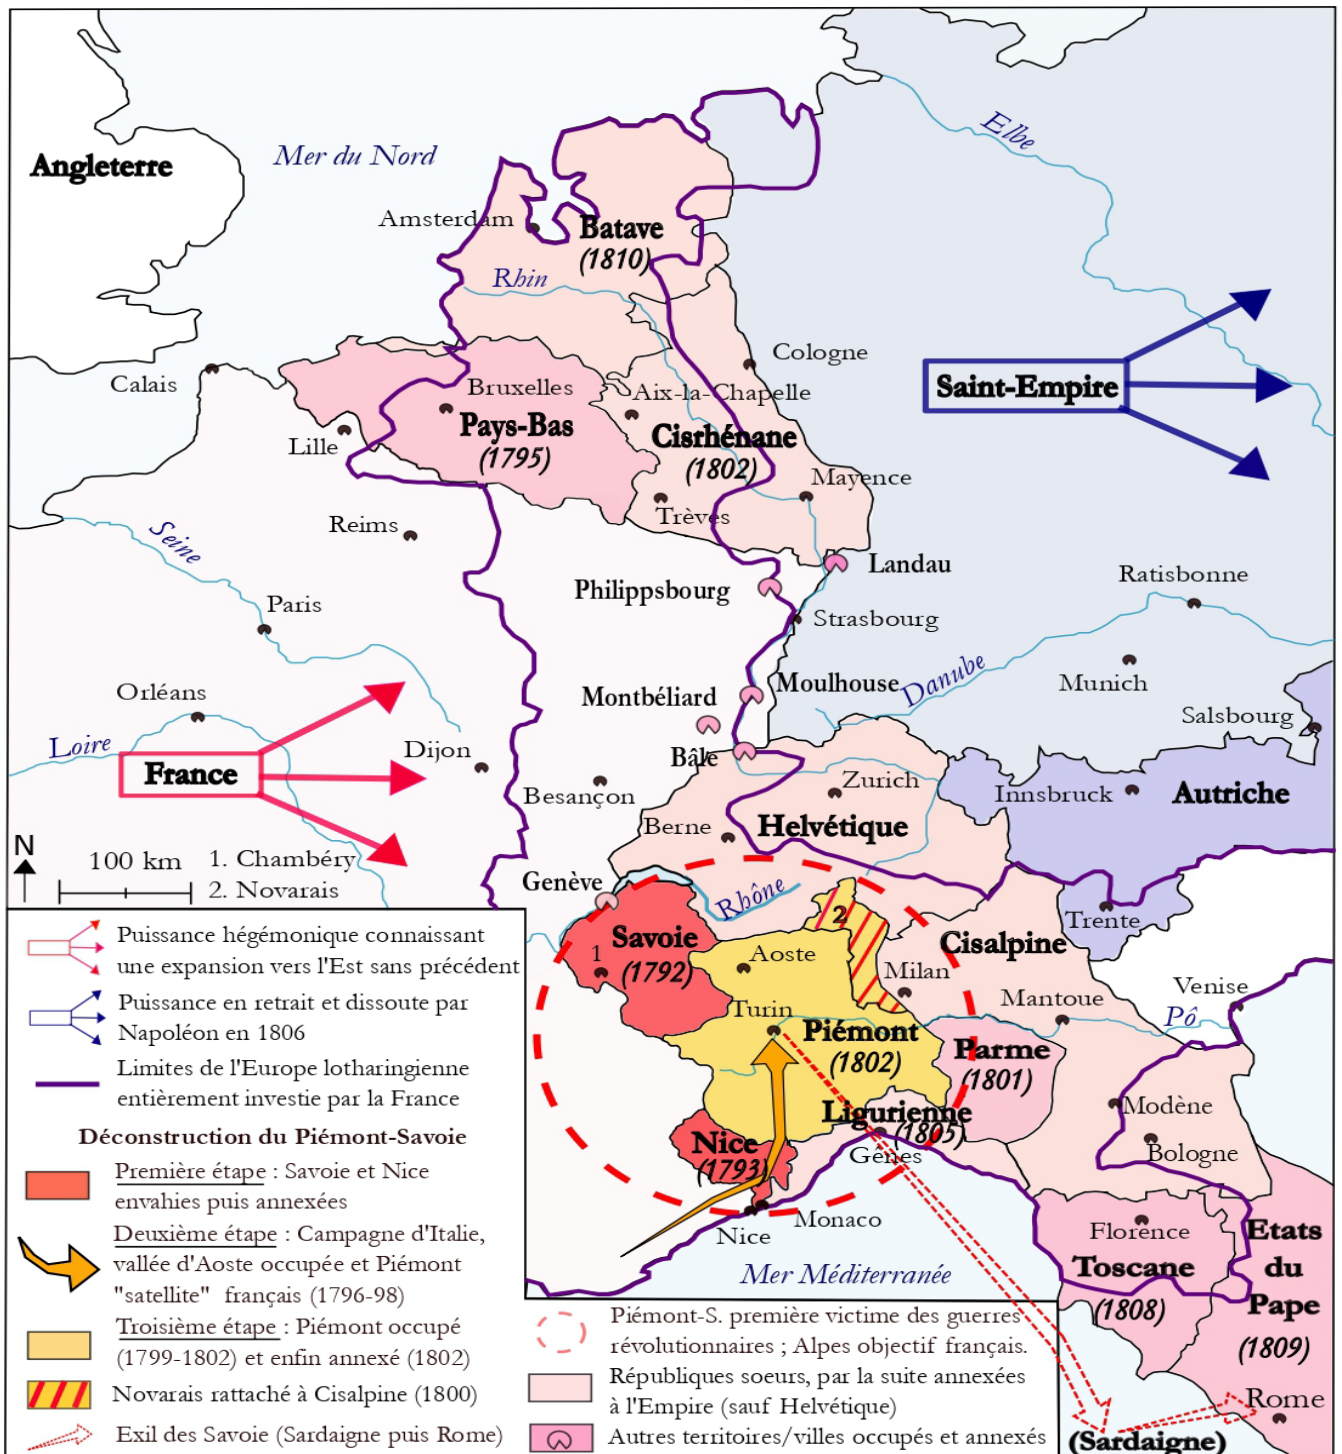 Angleterre
Mer du Nord
Elbe
Amsterdam
Batave
(1810)
Rhin
Calais
Cologne
Bruxelles
Aix-la-Chapelle
Saint-Empire
Pays-Bas
(1795)
Lille
Cisrhénane
(1802)
Mayence
Trèves
Reims
Seine
Landau
Philippsbourg
Ratisbonne
Paris
Strasbourg
Danube
Munich
Orléans
Montbéliard
Moulhouse
Salsbourg
Loire
Dijon
Bâle
France
Besançon
Zurich
Innsbruck
Autriche
Berne
Helvétique
N
100 km
1. Chambéry
2. Novarais
Genève
Rhône
2
Trente
Savoie
(1792)
1
Aoste
Cisalpine
Milan
Mantoue
Venise
Pô
Turin
Piémont
(1802)
Parme
(1801)
Ligurienne
(1805)
Modène
Bologne
Nice
(1793)
Gênes
Nice
Monaco
Mer Méditerranée
Florence
Toscane
(1808)
Etats
du
Pape
(1809)
Rome
(Sardaigne)
Puissance hégémonique connaissant
une expansion vers l'Est sans précédent
Puissance en retrait et dissoute par
Napoléon en 1806
Limites de l'Europe lotharingienne
entièrement investie par la France
Déconstruction du Piémont-Savoie
Première étape : Savoie et Nice
envahies puis annexées
Deuxième étape : Campagne d'Italie,
vallée d'Aoste occupée et Piémont
"satellite" français (1796-98)
Troisième étape : Piémont occupé
(1799-1802) et enfin annexé (1802)
Novarais rattaché à Cisalpine (1800)
Exil des Savoie (Sardaigne puis Rome)
Piémont-S. première victime des guerres
révolutionnaires ; Alpes objectif français.
Républiques soeurs, par la suite annexées
à l'Empire (sauf Helvétique)
Autres territoires/villes occupés et annexés